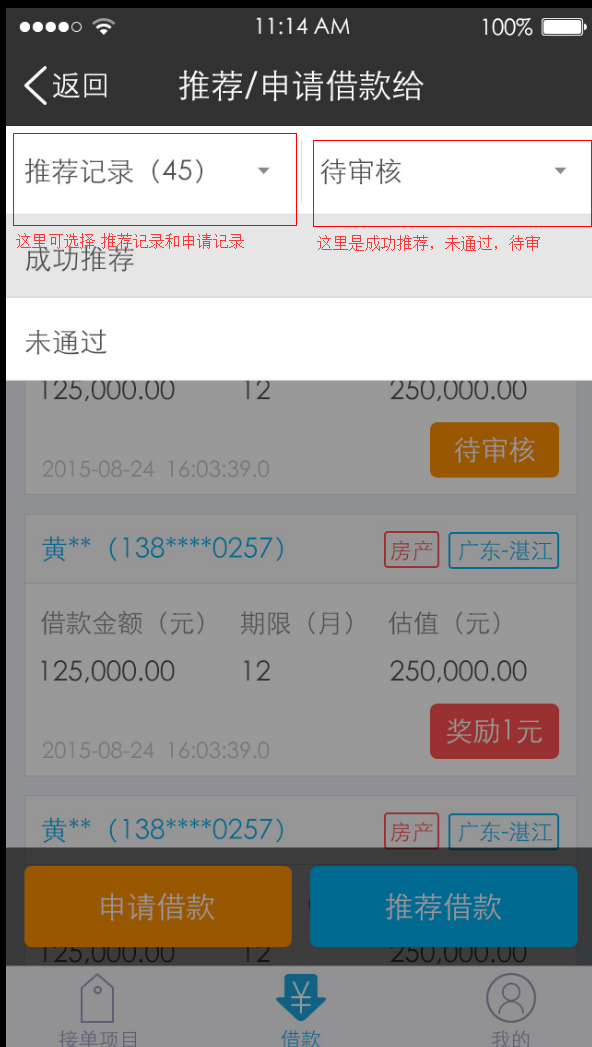 11:14 AM 100%
返回 推荐/申请借款给
推荐记录（45） 待审核
这里可选择 推荐记录和申请记录 这里是成功推荐，未通过，待审
成功推荐
未通过
125,000.00 12 250,000.00
待审核
2015-08-24 16:03:39.0
黄**（138****0257） 房产 广东-湛江
借款金额（元） 期限（月） 估值（元）
125,000.00 12 250,000.00
奖励1元
2015-08-24 16:03:39.0
黄**（138****0257） 房产 广东-湛江
申请借款 推荐借款
125,000.00 12 250,000.00
接单项目 借款 我的